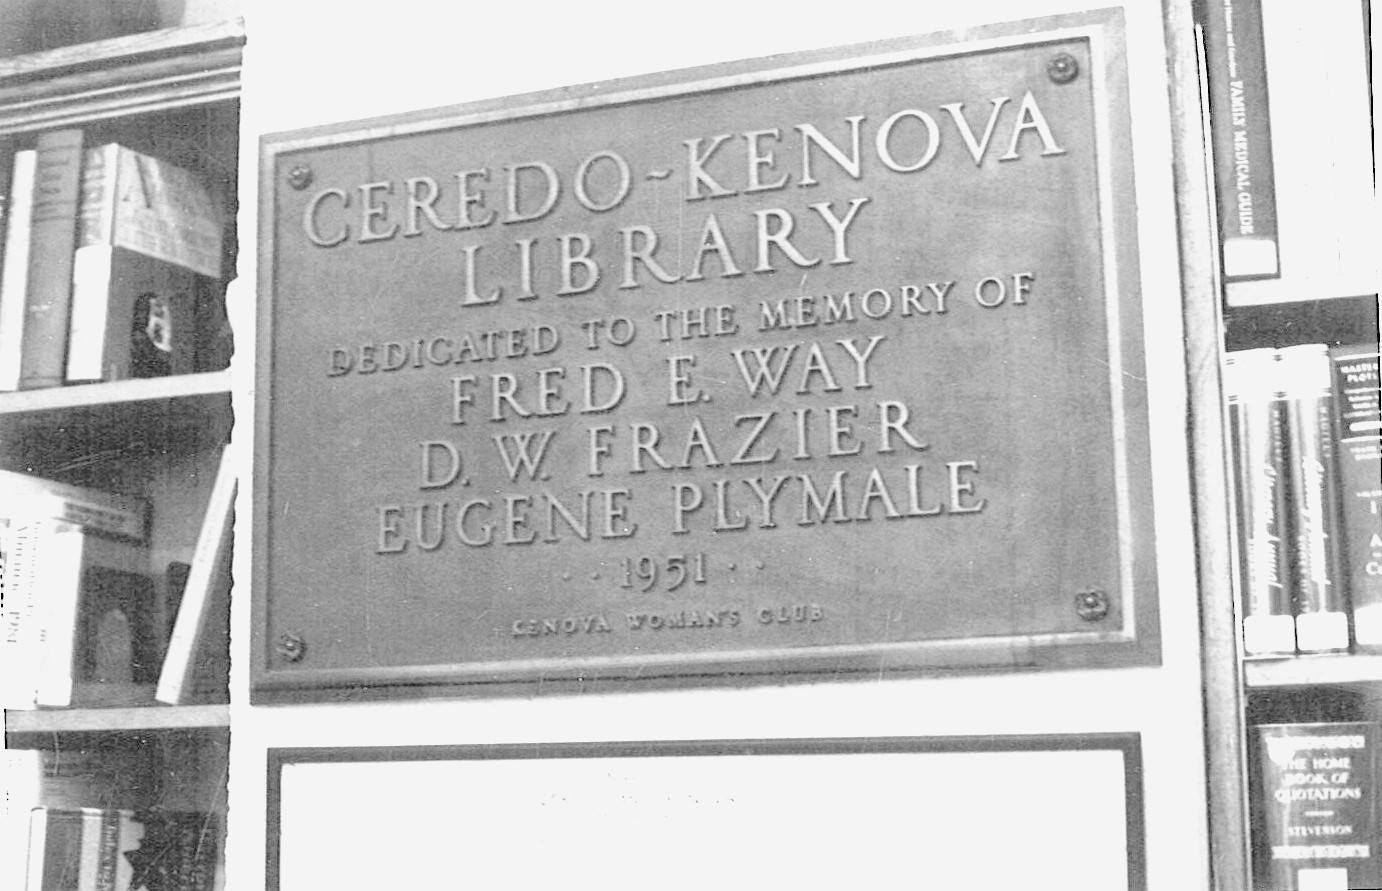 CEREDO~KENOVA
LIBRARY
DEDICATED TO THE MEMORY OF
FRED E. WAY
D. W. FRAZIER
EUGENE PLYMALE
· · 1951 · ·
KENOVA WOMAN'S CLUB
FAMILY MEDICAL GUIDE
THE HOME
BOOK OF
QUOTATIONS
STEVENSON